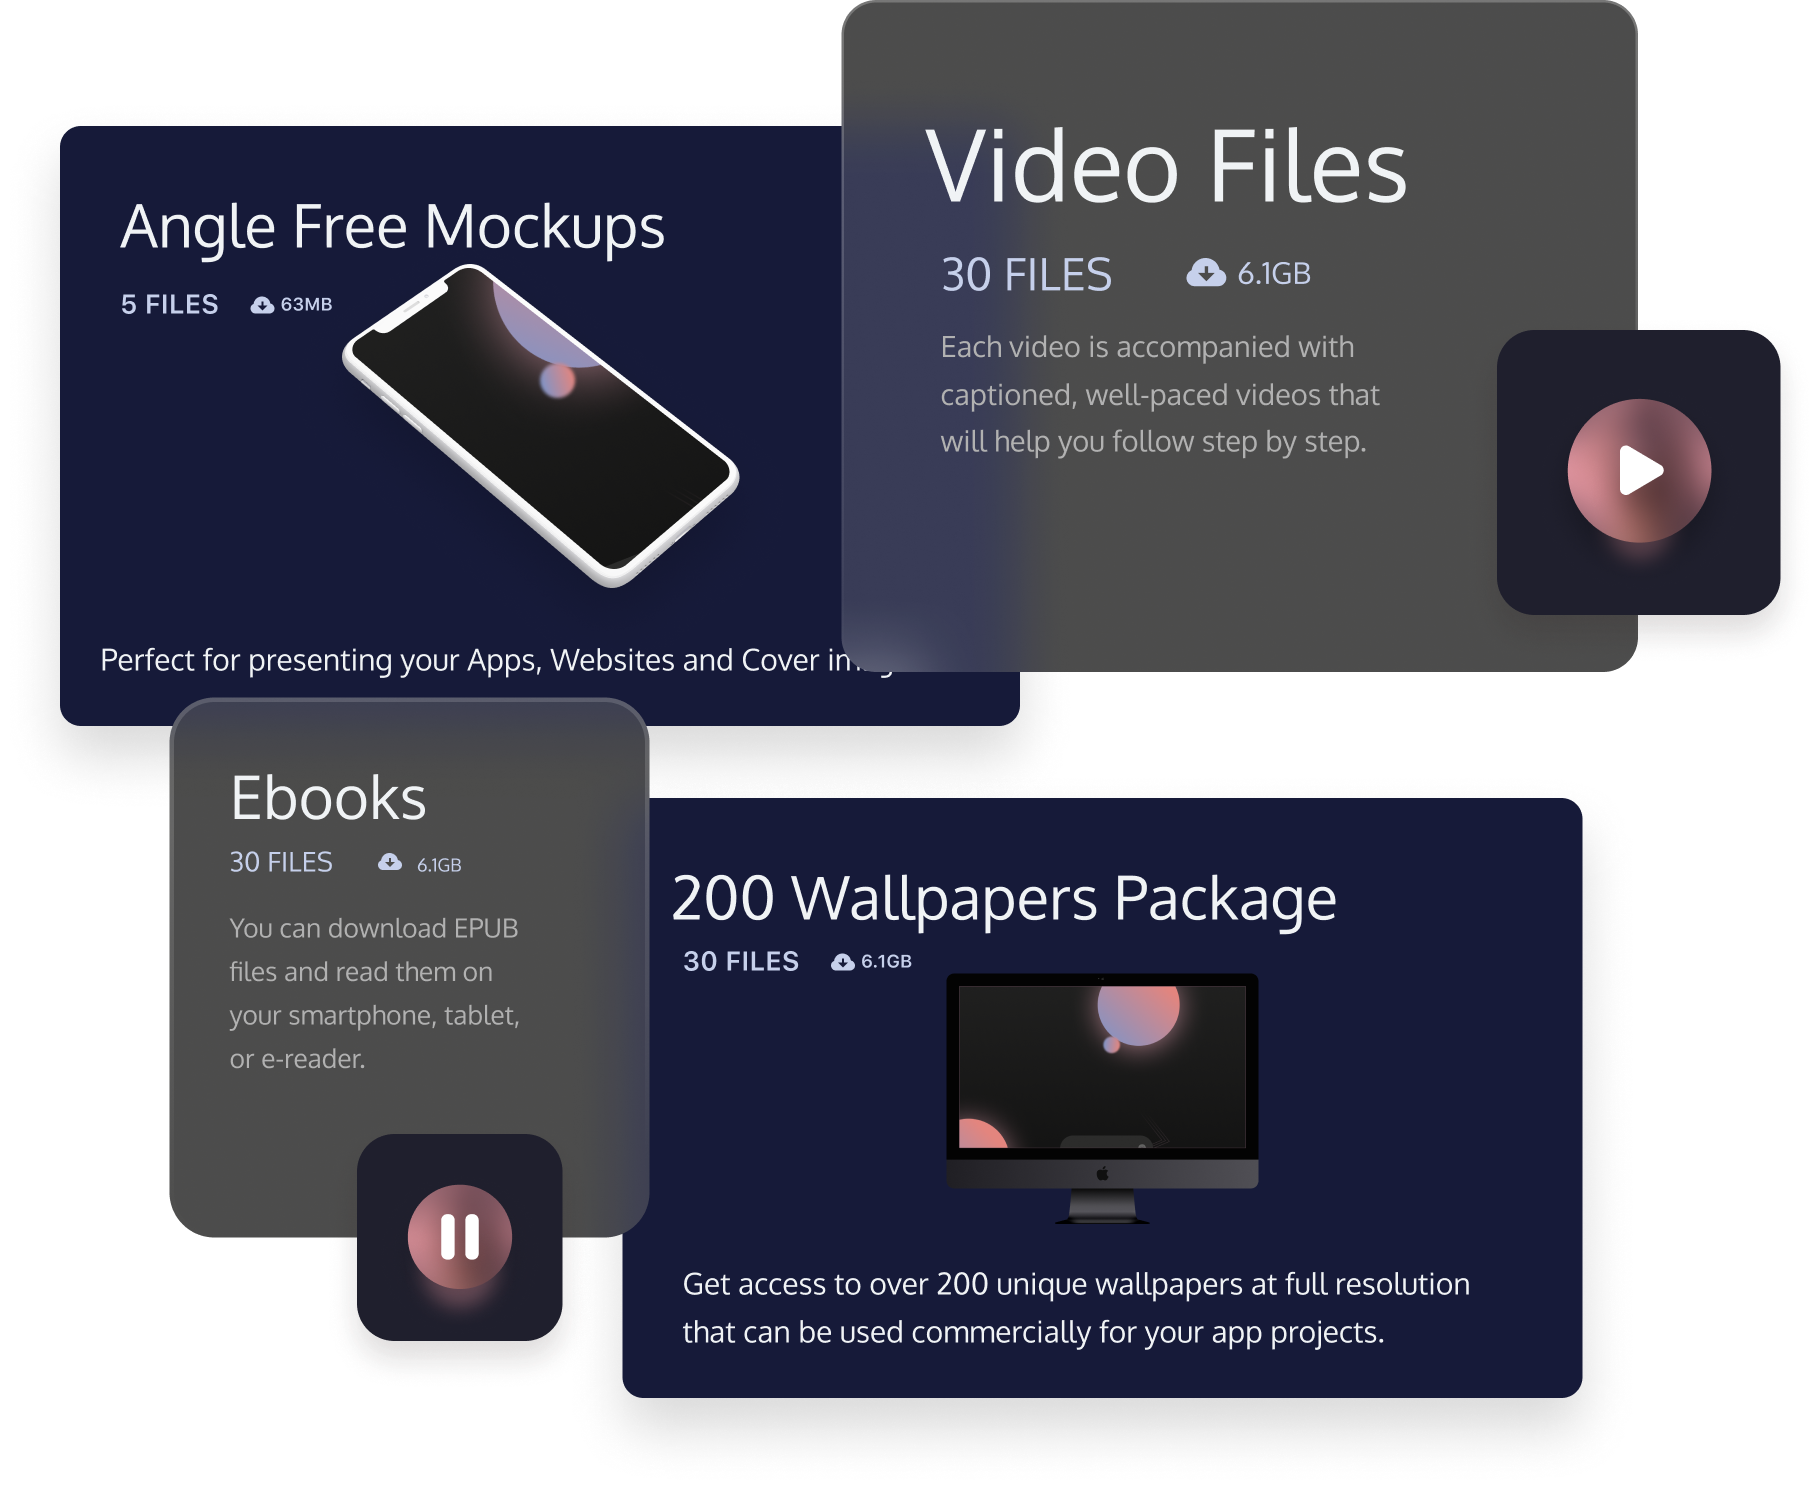 Angle Free Mockups
5 FILES 63MB
Perfect for presenting your Apps, Websites and Cover
Video Files
30 FILES 6.1GB
Each video is accompanied with
captioned, well-paced videos that
will help you follow step by step.
Ebooks
30 FILES 6.1GB
You can download EPUB
files and read them on
your smartphone, tablet,
or e-reader.
200 Wallpapers Package
30 FILES 6.1GB
Get access to over 200 unique wallpapers at full resolution
that can be used commercially for your app projects.